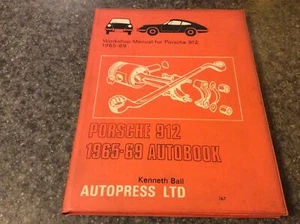 Workshop Manual for Porsche 912
1965-69
PORSCHE 912
1965-69 AUTOBOOK
Kenneth Ball
AUTOPRESS LTD